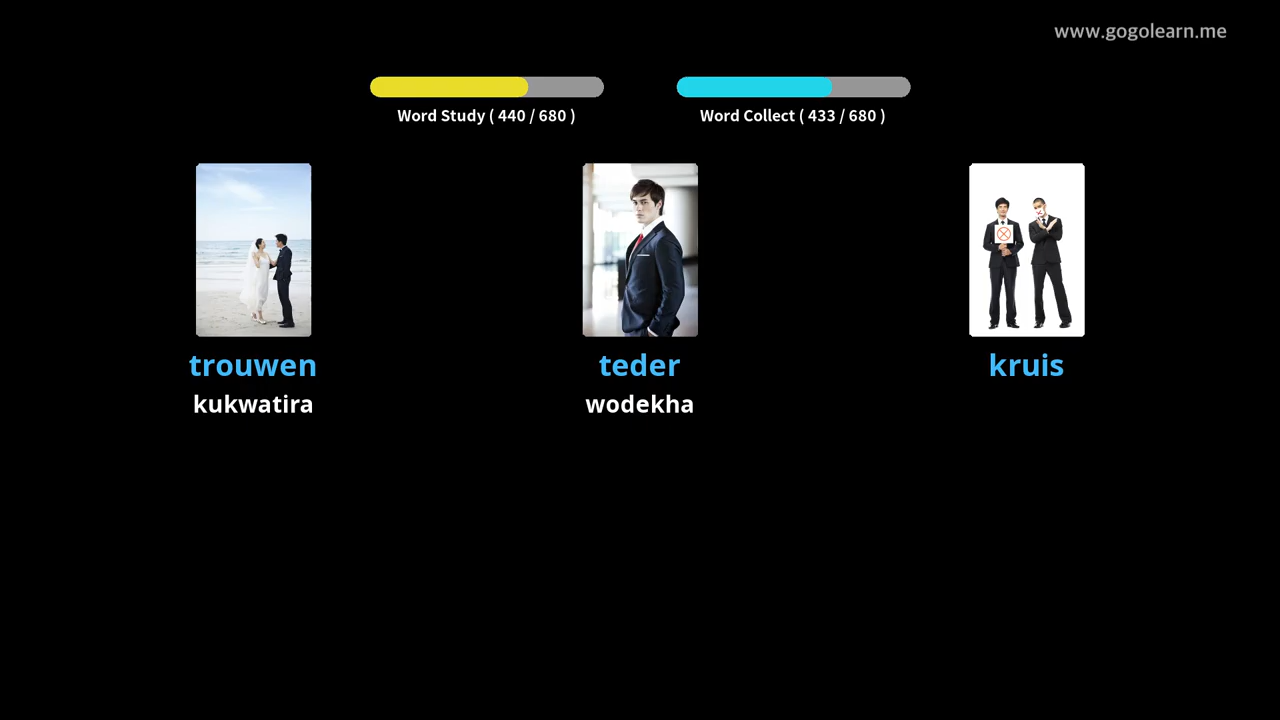 www.gogolearn.me
Word Study ( 440 / 680 )
Word Collect ( 433 / 680 )
trouwen
kukwatira
teder
wodekha
kruis